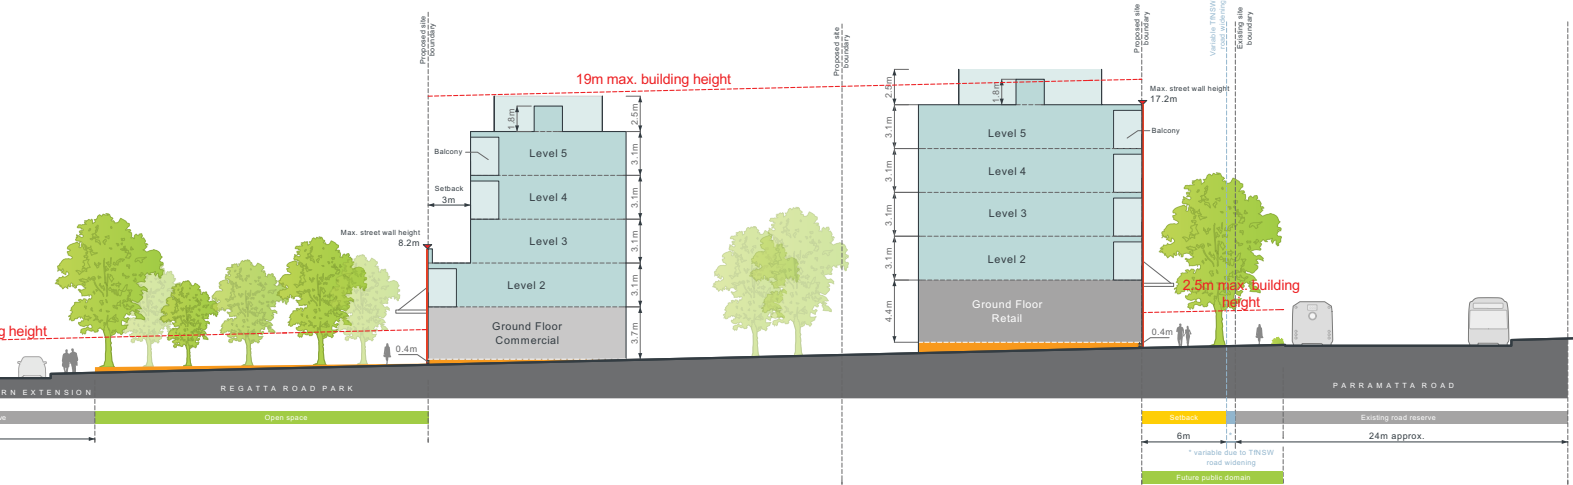 Proposed site
boundary
19m max. building height
Proposed site
boundary
Proposed site
boundary
Variable TfNSW
road widening
Existing site
boundary
Max. street wall height
17.2m
1.8m
2.5m
Balcony
Level 5
3.1m
Level 4
3.1m
Setback
3m
Level 3
3.1m
Max. street wall height
8.2m
Level 2
3.1m
Ground Floor
Commercial
3.7m
0.4m
2.5m
1.8m
Level 5
3.1m
Balcony
Level 4
3.1m
Level 3
3.1m
Level 2
3.1m
Ground Floor
Retail
4.4m
0.4m
2.5m max. building
height
g height
RN EXTENSION
REGATTA ROAD PARK
PARRAMATTA ROAD
ve
Open space
Setback
*
Existing road reserve
6m
24m approx.
* variable due to TfNSW
road widening
Future public domain